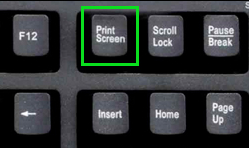 F12
Print
Screen
Scroll
Lock
Pause
Break
Insert
Home
Page
Up